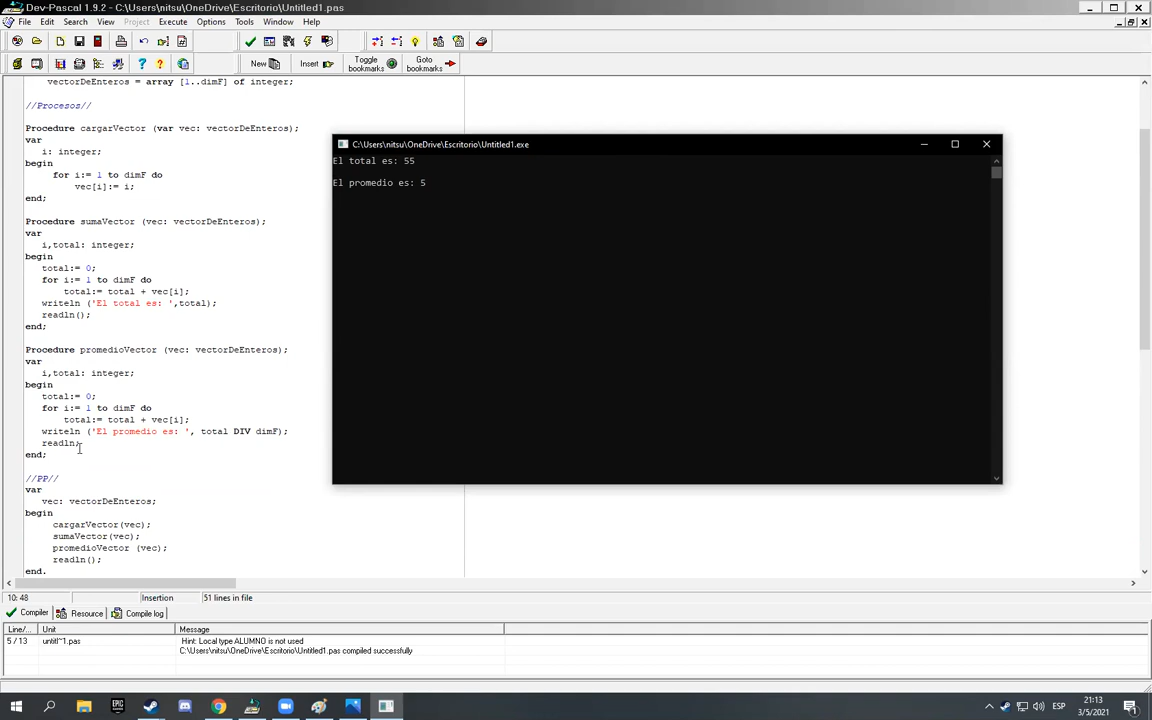 Dev-Pascal 1.9.2 - C:\Users\nitsu\OneDrive\Escritorio\Untitled1.pas
File Edit Search View Project Execute Options Tools Window Help
New Insert Toggle bookmarks Goto bookmarks
vectorDeEnteros = array [1..dimF] of integer;
//Procesos//
Procedure cargarVector (var vec: vectorDeEnteros);
var
i: integer;
begin
for i:= 1 to dimF do
vec[i]:= i;
end;
Procedure sumaVector (vec: vectorDeEnteros);
var
i,total: integer;
begin
total:= 0;
for i:= 1 to dimF do
total:= total + vec[i];
writeln ('El total es: ',total);
readln();
end;
Procedure promedioVector (vec: vectorDeEnteros);
var
i,total: integer;
begin
total:= 0;
for i:= 1 to dimF do
total:= total + vec[i];
writeln ('El promedio es: ', total DIV dimF);
readln;
end;
//PP//
var
vec: vectorDeEnteros;
begin
cargarVector(vec);
sumaVector(vec);
promedioVector (vec);
readln();
end.
C:\Users\nitsu\OneDrive\Escritorio\Untitled1.exe
El total es: 55
El promedio es: 5
10: 48 Insertion 51 lines in file
Compiler Resource Compile log
Line/... Unit Message
5 / 13 untitl~1.pas Hint: Local type ALUMNO is not used
C:\Users\nitsu\OneDrive\Escritorio\Untitled1.pas compiled successfully
EPIC
ESP
21:13
3/5/2021
1